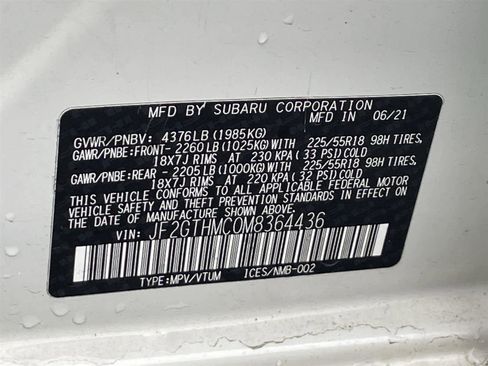 MFD BY SUBARU CORPORATION
MFD IN 06/21
GVWR/PNBV: 4376LB(1985KG)
GAWR/PNBE:FRONT- 2260LB(1025KG)WITH 225/55R18 98H TIRES,
18X7J RIMS AT 230 KPA(33 PSI)COLD
GAWR/PNBE:REAR - 2205LB(1000KG)WITH 225/55R18 98H TIRES,
18X7J RIMS AT 220 KPA(32 PSI)COLD
THIS VEHICLE CONFORMS TO ALL APPLICABLE FEDERAL MOTOR
VEHICLE SAFETY AND THEFT PREVENTION STANDARDS IN EFFECT
ON THE DATE OF MANUFACTURE SHOWN ABOVE.
VIN: JF2GTHMC0M8364436
TYPE:MPV/VTUM ICES/NMB-002